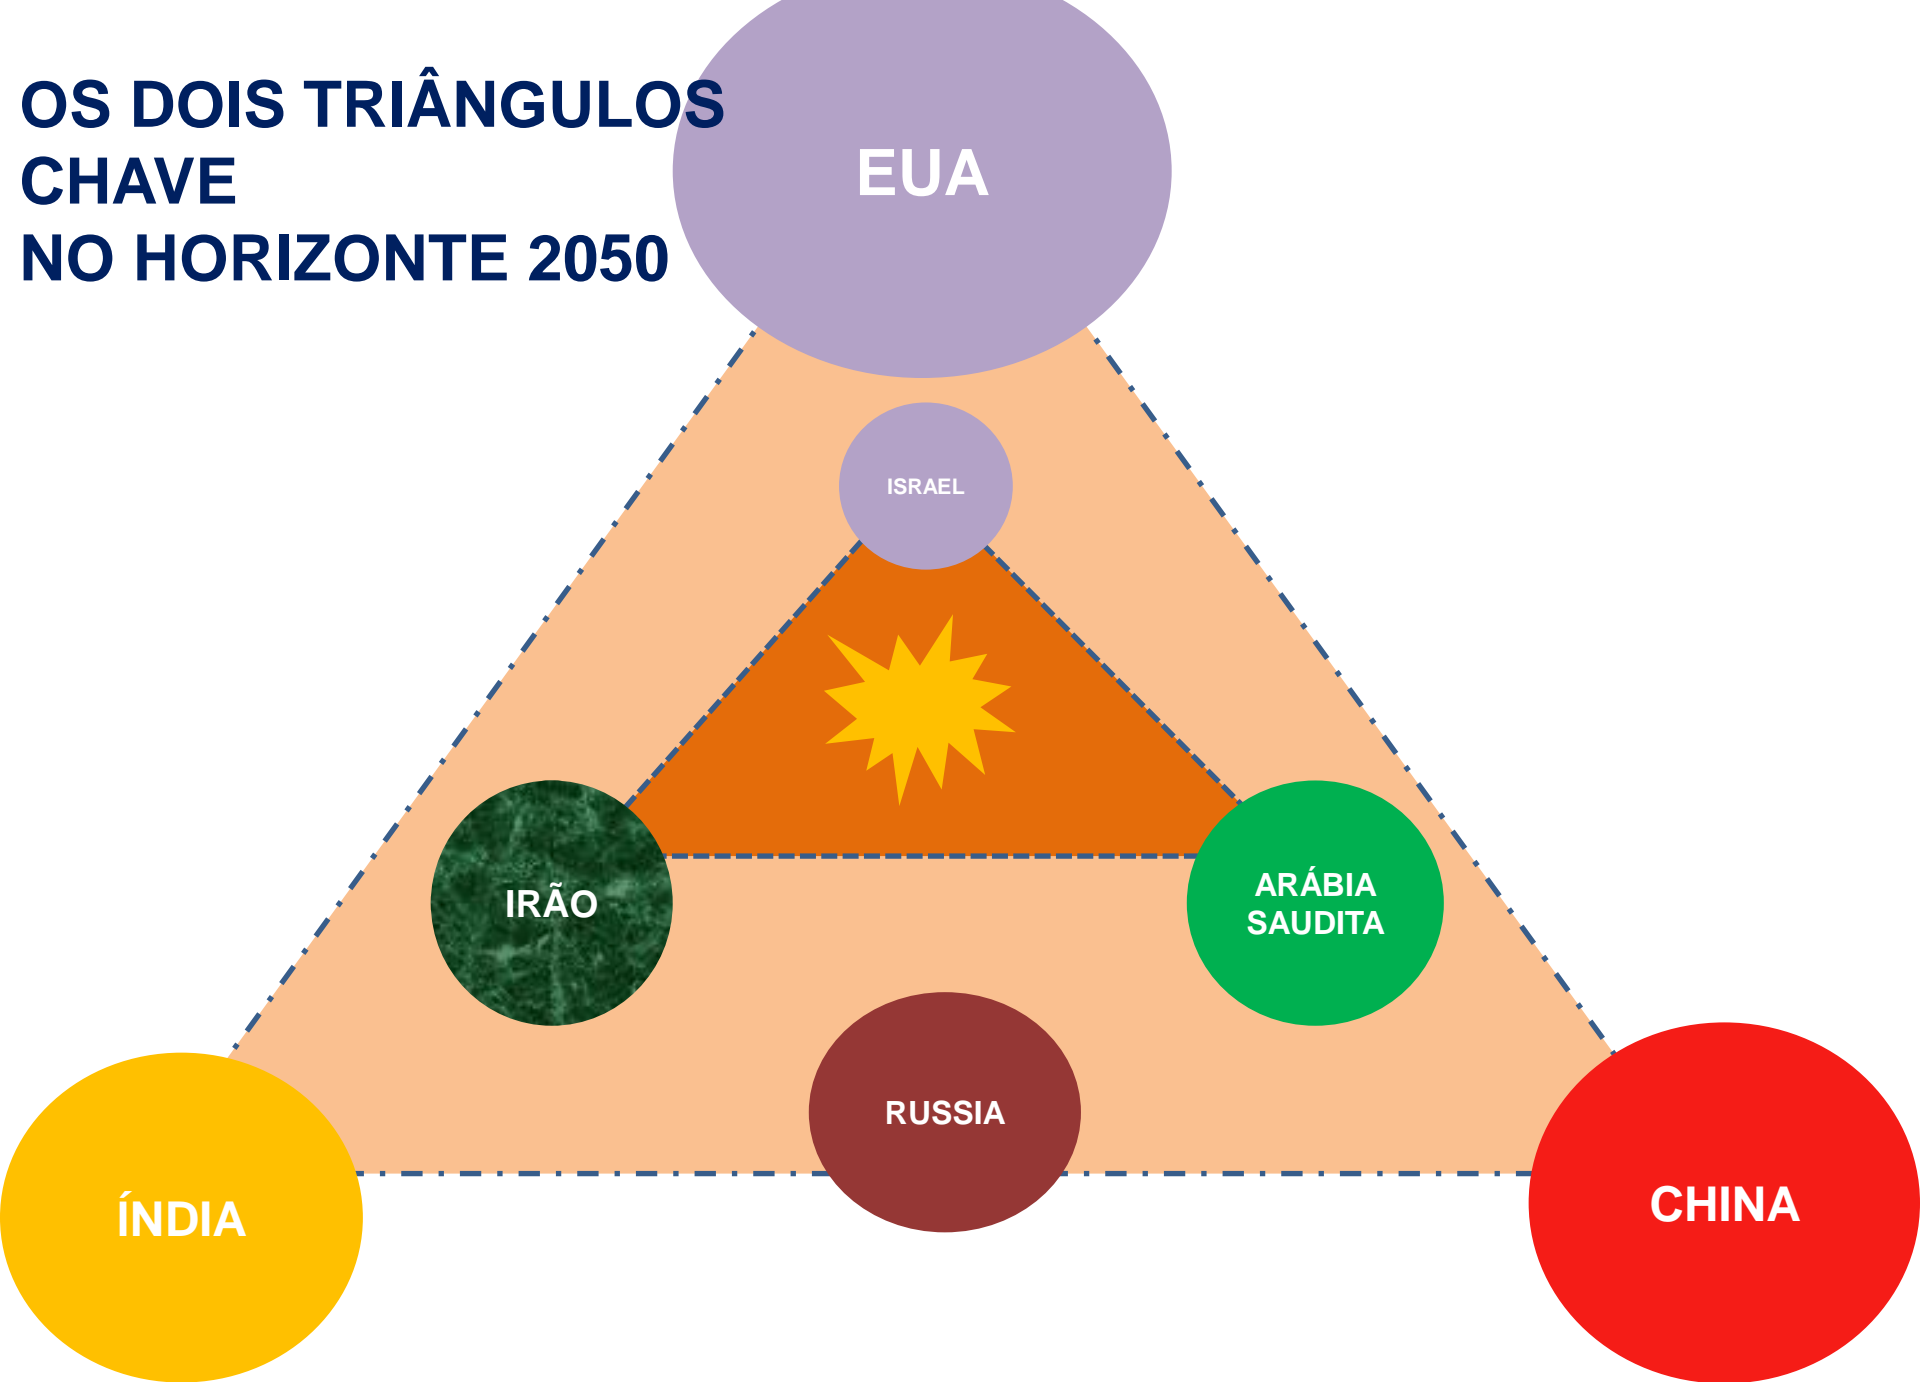 OS DOIS TRIÂNGULOS
CHAVE
NO HORIZONTE 2050
EUA
ISRAEL
IRÃO
ARÁBIA
SAUDITA
RUSSIA
ÍNDIA
CHINA